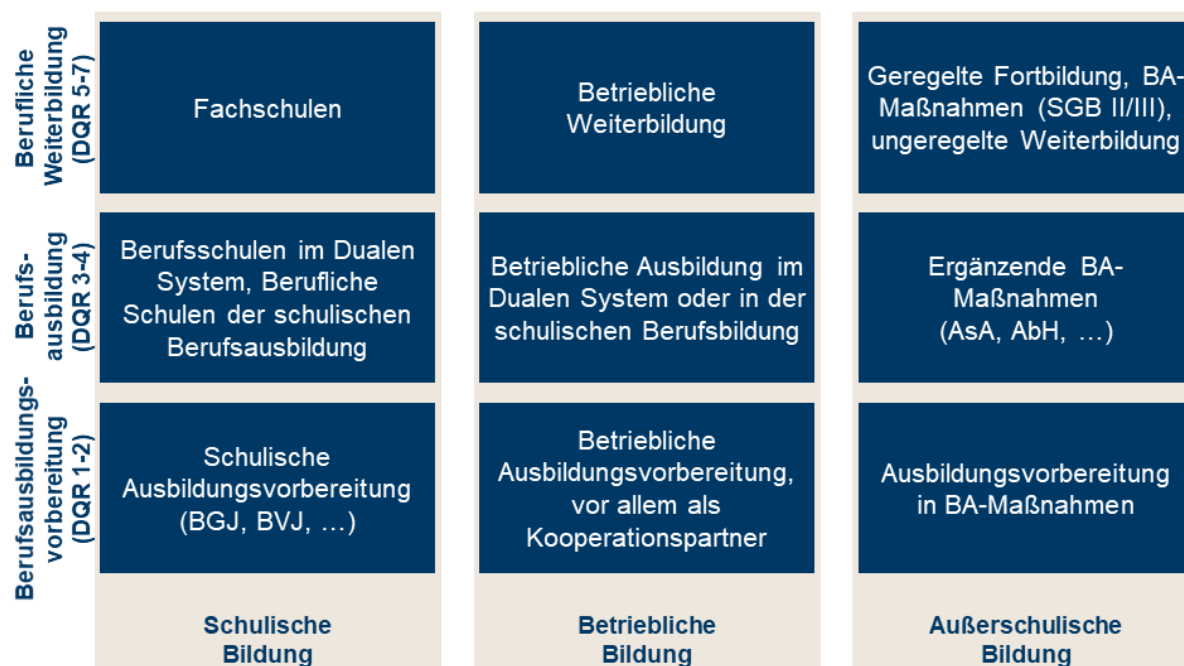 Berufliche
Weiterbildung
(DQR 5-7)
Fachschulen
Betriebliche
Weiterbildung
Geregelte Fortbildung, BA-
Maßnahmen (SGB II/III),
ungeregelte Weiterbildung
Berufs-
ausbildung
(DQR 3-4)
Berufsschulen im Dualen
System, Berufliche
Schulen der schulischen
Berufsausbildung
Betriebliche Ausbildung im
Dualen System oder in der
schulischen Berufsbildung
Ergänzende BA-
Maßnahmen
(AsA, AbH, …)
Berufsausbildungs-
vorbereitung
(DQR 1-2)
Schulische
Ausbildungsvorbereitung
(BGJ, BVJ, …)
Betriebliche
Ausbildungsvorbereitung,
vor allem als
Kooperationspartner
Ausbildungsvorbereitung
in BA-Maßnahmen
Schulische
Bildung
Betriebliche
Bildung
Außerschulische
Bildung